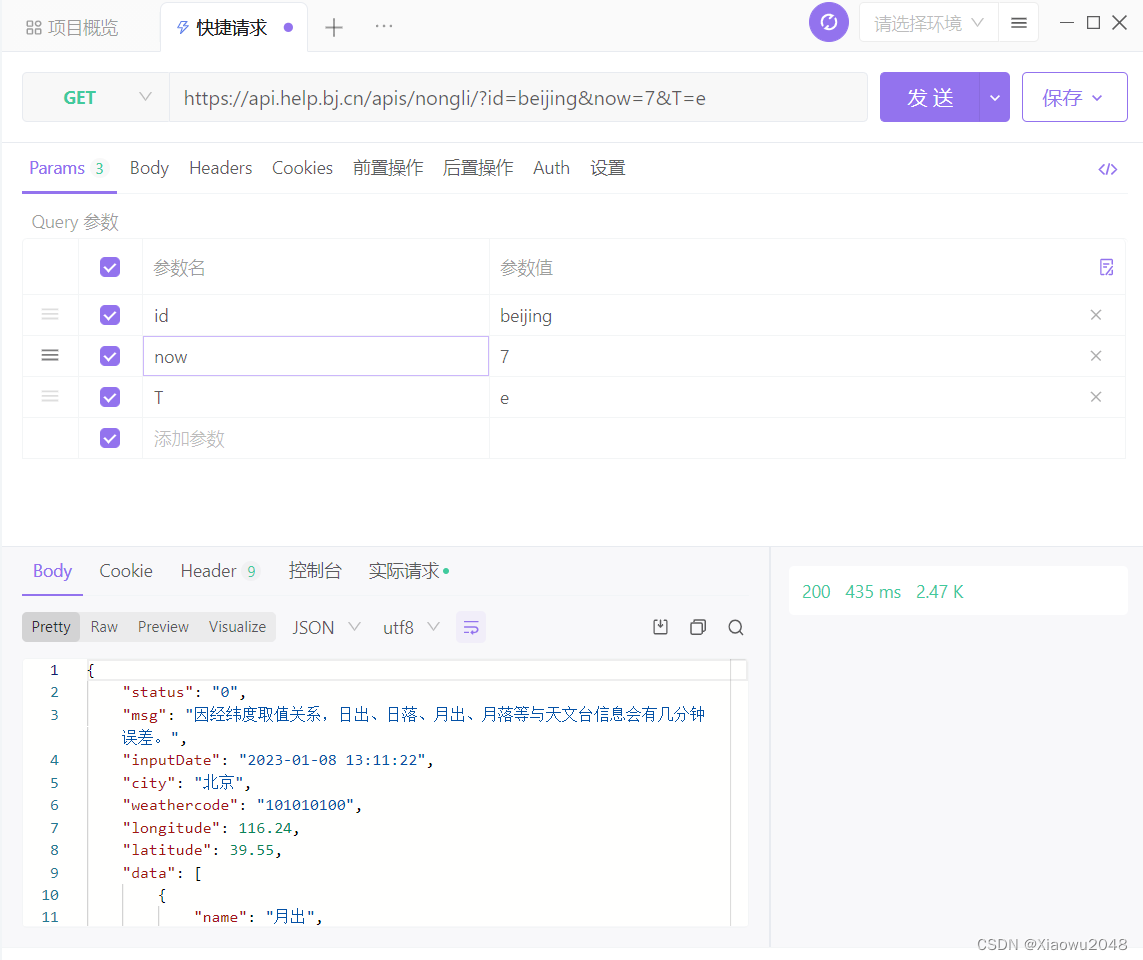 项目概览 快捷请求 请选择环境
GET https://api.help.bj.cn/apis/nongli/?id=beijing&now=7&T=e 发 送 保存
Params 3 Body Headers Cookies 前置操作 后置操作 Auth 设置 </>
Query 参数
参数名 参数值
id beijing
now 7
T e
添加参数
Body Cookie Header 9 控制台 实际请求
200 435 ms 2.47 K
Pretty Raw Preview Visualize JSON utf8
1 {
2 "status": "0",
3 "msg": "因经纬度取值关系，日出、日落、月出、月落等与天文台信息会有几分钟
误差。",
4 "inputDate": "2023-01-08 13:11:22",
5 "city": "北京",
6 "weathercode": "101010100",
7 "longitude": 116.24,
8 "latitude": 39.55,
9 "data": [
10 {
11 "name": "月出",
CSDN @Xiaowu2048